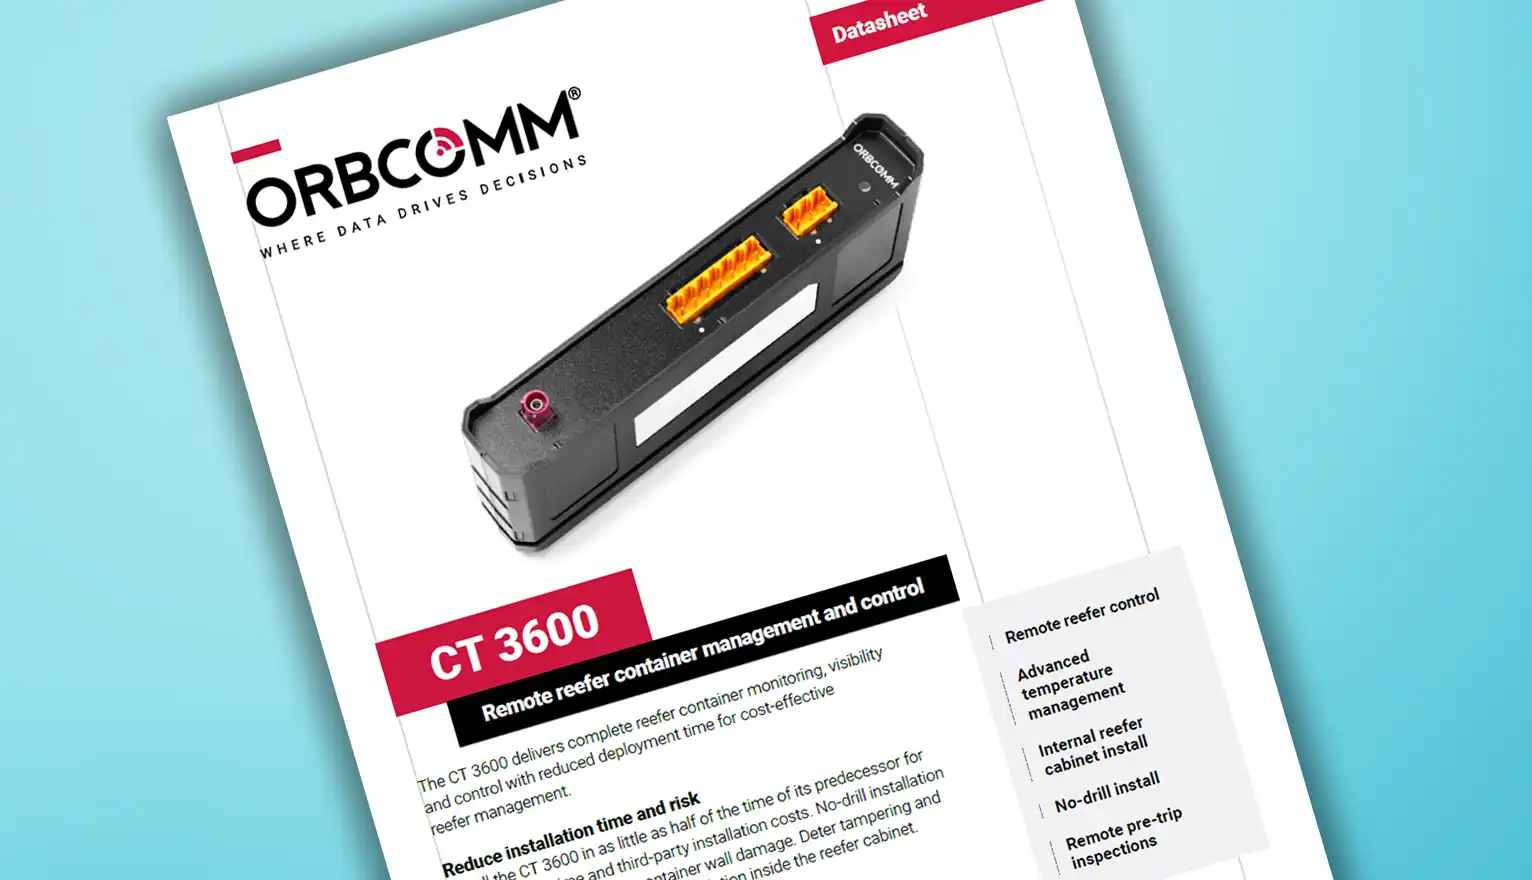 Datasheet
ORBCOMM®
WHERE DATA DRIVES DECISIONS
ORBCOMM
CT 3600
Remote reefer container management and control
The CT 3600 delivers complete reefer container monitoring, visibility
and control with reduced deployment time for cost-effective
reefer management.
Reduce installation time and risk
the CT 3600 in as little as half of the time of its predecessor for
and third-party installation costs. No-drill installation
container wall damage. Deter tampering and
inside the reefer cabinet.
Remote reefer control
Advanced
temperature
management
Internal reefer
cabinet install
No-drill install
Remote pre-trip
inspections